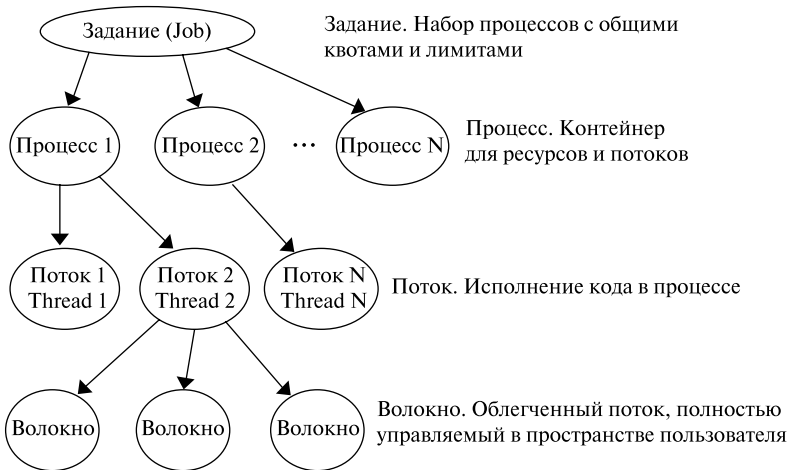 Задание (Job)
Задание. Набор процессов с общими
квотами и лимитами
Процесс 1
Процесс 2
...
Процесс N
Процесс. Контейнер
для ресурсов и потоков
Поток 1
Thread 1
Поток 2
Thread 2
Поток N
Thread N
Поток. Исполнение кода в процессе
Волокно
Волокно
Волокно
Волокно. Облегченный поток, полностью
управляемый в пространстве пользователя